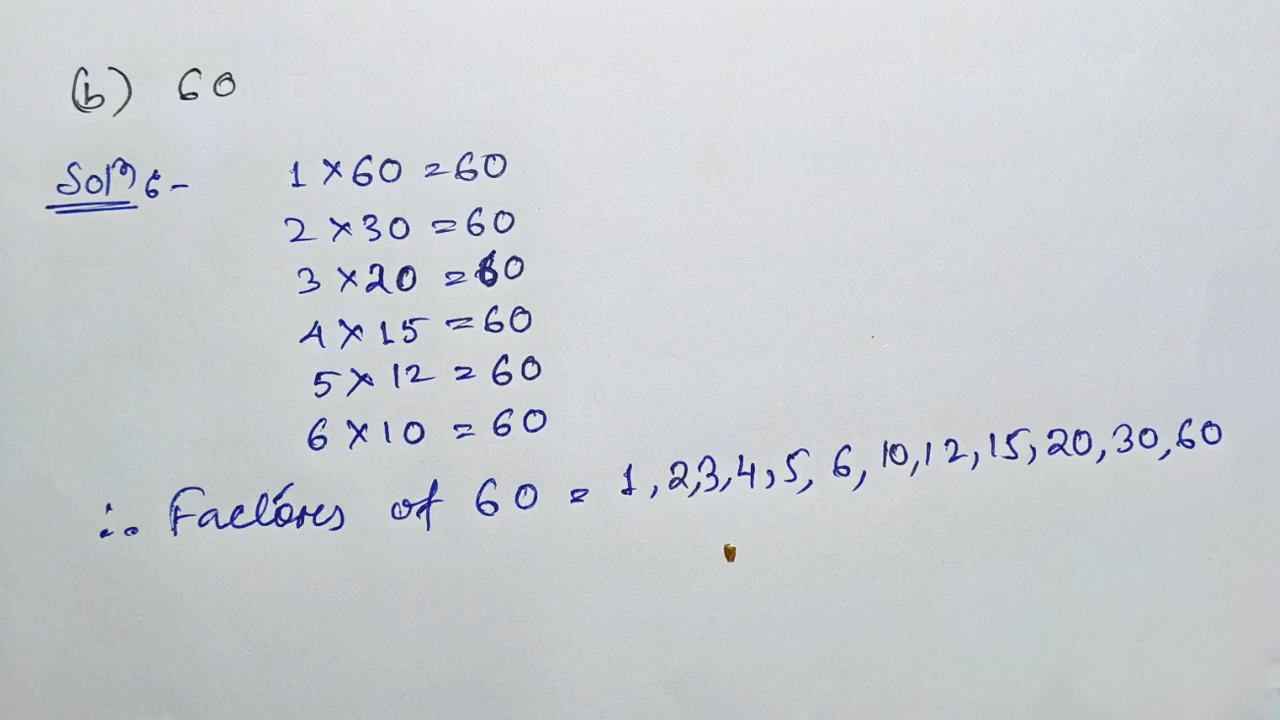 (b) 60
Solⁿ :-
1 × 60 = 60
2 × 30 = 60
3 × 20 = 60
4 × 15 = 60
5 × 12 = 60
6 × 10 = 60
∴ Factores of 60 = 1, 2, 3, 4, 5, 6, 10, 12, 15, 20, 30, 60